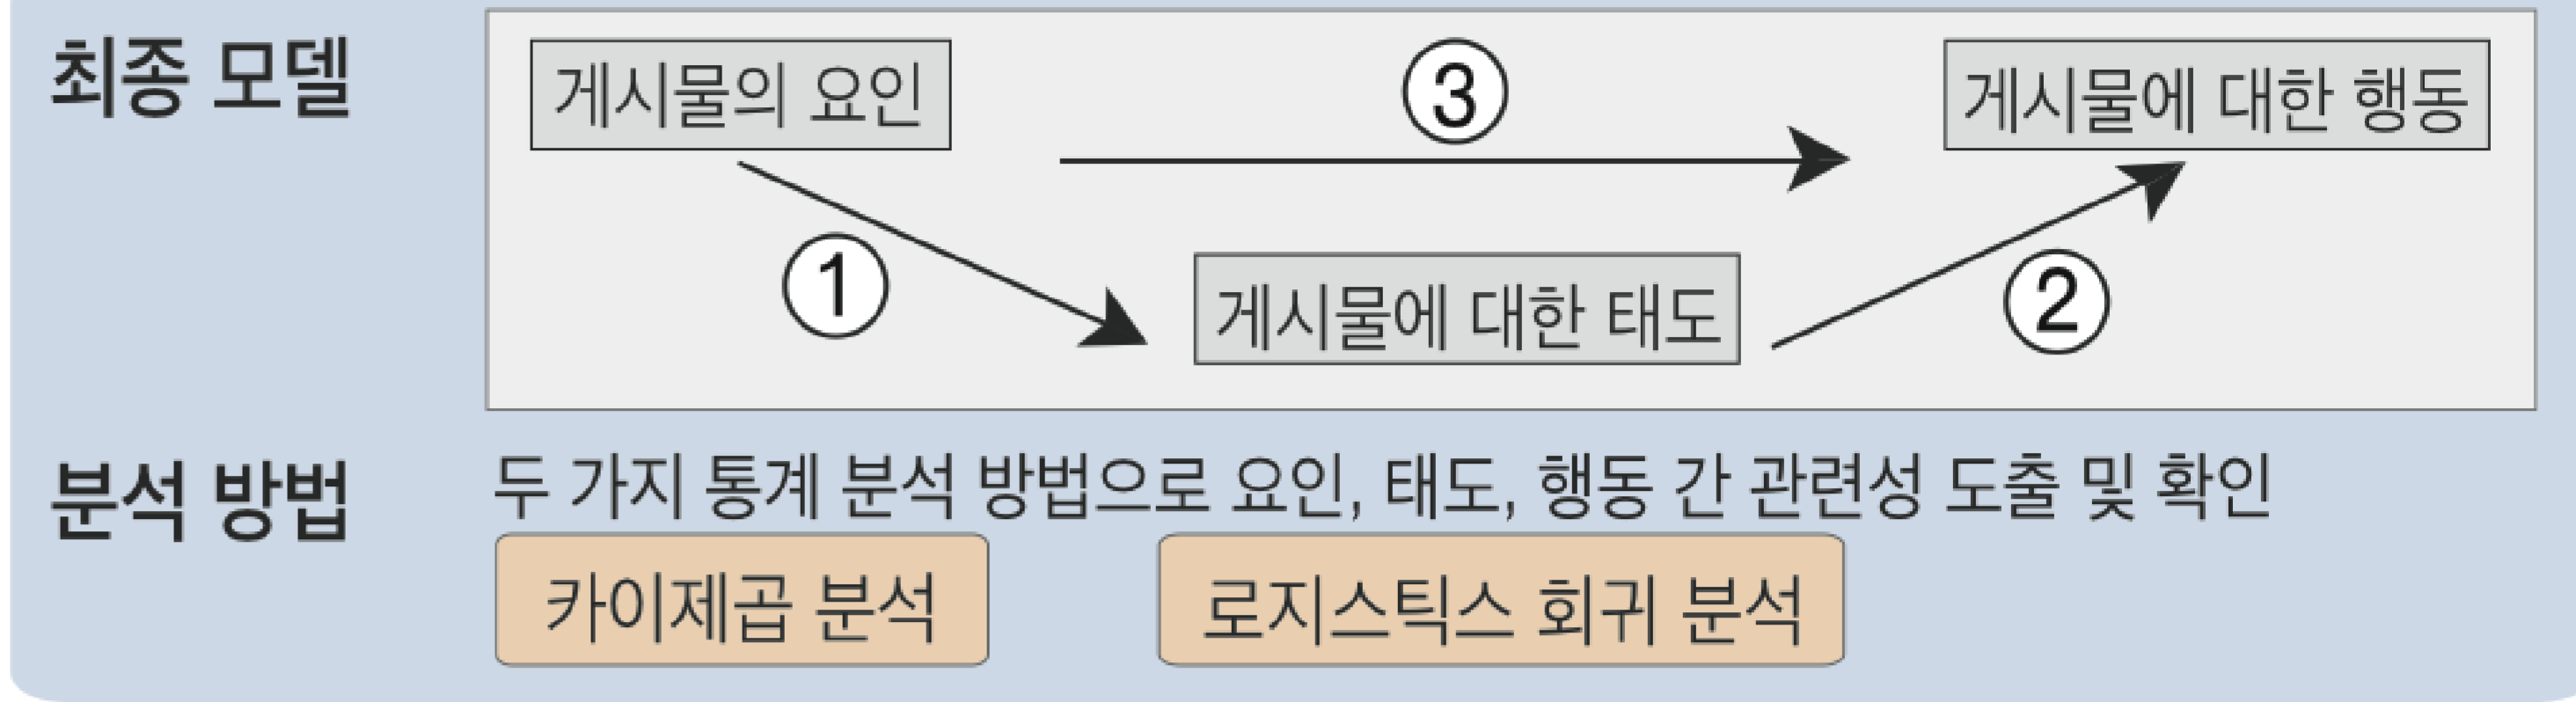 최종 모델
게시물의 요인
③
게시물에 대한 행동
①
게시물에 대한 태도
②
분석 방법
두 가지 통계 분석 방법으로 요인, 태도, 행동 간 관련성 도출 및 확인
카이제곱 분석
로지스틱스 회귀 분석